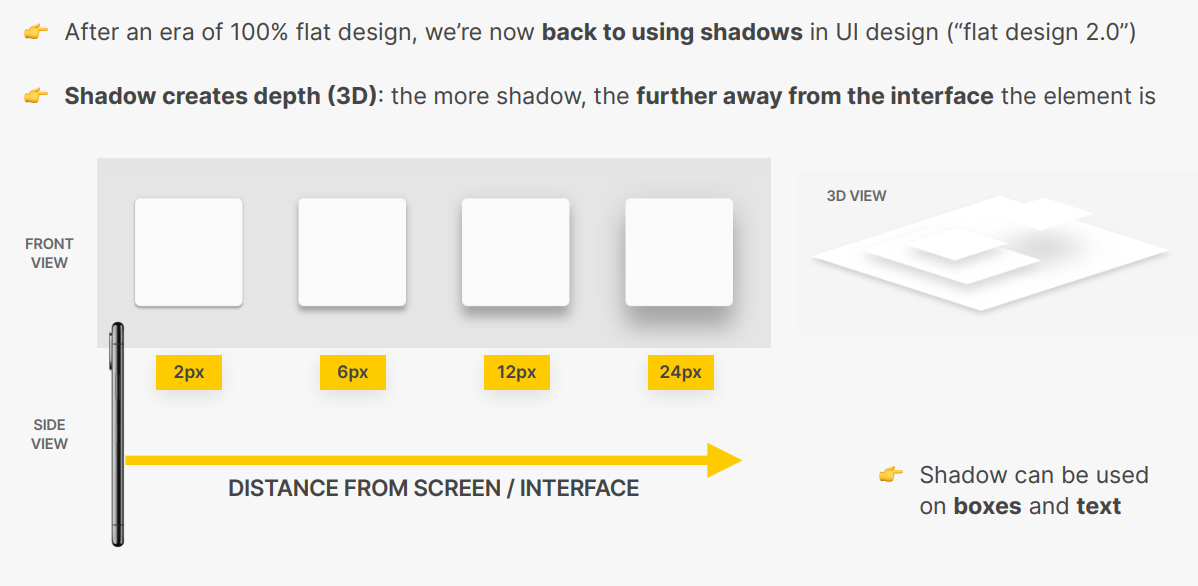 👉 After an era of 100% flat design, we’re now back to using shadows in UI design (“flat design 2.0”)
👉 Shadow creates depth (3D): the more shadow, the further away from the interface the element is
3D VIEW
FRONT
VIEW
2px 6px 12px 24px
SIDE
VIEW
DISTANCE FROM SCREEN / INTERFACE
👉 Shadow can be used
on boxes and text